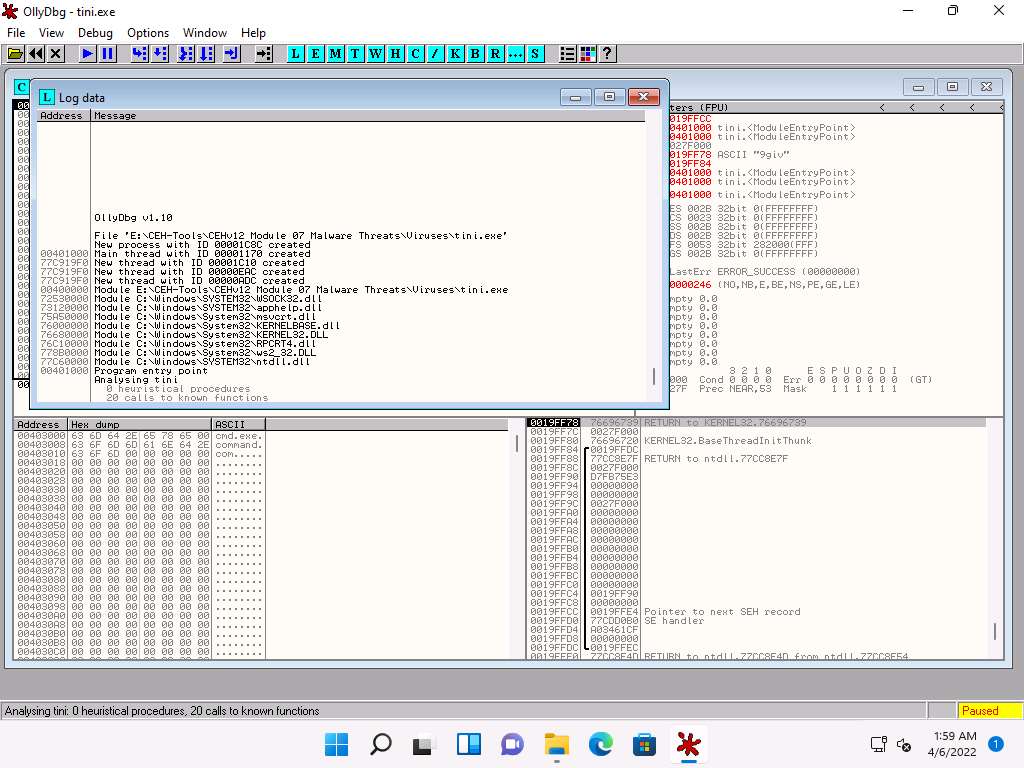 OllyDbg - tini.exe
File View Debug Options Window Help
L E M T W H C / K B R ... S ?
C
L Log data
Address Message
OllyDbg v1.10
File 'E:\CEH-Tools\CEHv12 Module 07 Malware Threats\Viruses\tini.exe'
New process with ID 00001C8C created
00401000 Main thread with ID 00001170 created
77C919F0 New thread with ID 00001C10 created
77C919F0 New thread with ID 00000EAC created
77C919F0 New thread with ID 00000ADC created
00400000 Module E:\CEH-Tools\CEHv12 Module 07 Malware Threats\Viruses\tini.exe
72530000 Module C:\Windows\SYSTEM32\WSOCK32.dll
73120000 Module C:\Windows\SYSTEM32\apphelp.dll
75A50000 Module C:\Windows\SYSTEM32\msvcrt.dll
76000000 Module C:\Windows\SYSTEM32\KERNELBASE.dll
76680000 Module C:\Windows\SYSTEM32\KERNEL32.DLL
76C10000 Module C:\Windows\SYSTEM32\RPCRT4.dll
778B0000 Module C:\Windows\SYSTEM32\ws2_32.DLL
77C60000 Module C:\Windows\SYSTEM32\ntdll.dll
00401000 Program entry point
Analysing tini
0 heuristical procedures
20 calls to known functions
ters (FPU) < < < < <
019FFCC
0401000 tini.<ModuleEntryPoint>
0401000 tini.<ModuleEntryPoint>
027F000
019FF78 ASCII "9giv"
019FF84
0401000 tini.<ModuleEntryPoint>
0401000 tini.<ModuleEntryPoint>
0401000 tini.<ModuleEntryPoint>
ES 002B 32bit 0(FFFFFFFF)
CS 0023 32bit 0(FFFFFFFF)
SS 002B 32bit 0(FFFFFFFF)
DS 002B 32bit 0(FFFFFFFF)
FS 0053 32bit 282000(FFF)
GS 002B 32bit 0(FFFFFFFF)
LastErr ERROR_SUCCESS (00000000)
0000246 (NO,NB,E,BE,NS,PE,GE,LE)
mpty 0.0
mpty 0.0
mpty 0.0
mpty 0.0
mpty 0.0
mpty 0.0
mpty 0.0
mpty 0.0
3 2 1 0 E S P U O Z D I
000 Cond 0 0 0 0 Err 0 0 0 0 0 0 0 0 (GT)
27F Prec NEAR,53 Mask 1 1 1 1 1 1
Address Hex dump ASCII
00403000 63 6D 64 2E 65 78 65 00 cmd.exe.
00403008 63 6F 6D 6D 61 6E 64 2E command.
00403010 63 6F 6D 00 00 00 00 00 com.....
00403018 00 00 00 00 00 00 00 00 ........
00403020 00 00 00 00 00 00 00 00 ........
00403028 00 00 00 00 00 00 00 00 ........
00403030 00 00 00 00 00 00 00 00 ........
00403038 00 00 00 00 00 00 00 00 ........
00403040 00 00 00 00 00 00 00 00 ........
00403048 00 00 00 00 00 00 00 00 ........
00403050 00 00 00 00 00 00 00 00 ........
00403058 00 00 00 00 00 00 00 00 ........
00403060 00 00 00 00 00 00 00 00 ........
00403068 00 00 00 00 00 00 00 00 ........
00403070 00 00 00 00 00 00 00 00 ........
00403078 00 00 00 00 00 00 00 00 ........
00403080 00 00 00 00 00 00 00 00 ........
00403088 00 00 00 00 00 00 00 00 ........
00403090 00 00 00 00 00 00 00 00 ........
00403098 00 00 00 00 00 00 00 00 ........
004030A0 00 00 00 00 00 00 00 00 ........
004030A8 00 00 00 00 00 00 00 00 ........
004030B0 00 00 00 00 00 00 00 00 ........
004030B8 00 00 00 00 00 00 00 00 ........
004030C0 00 00 00 00 00 00 00 00 ........
0019FF78 76696739 RETURN to KERNEL32.76696739
0019FF7C 0027F000
0019FF80 76696720 KERNEL32.BaseThreadInitThunk
0019FF84 0019FFDC
0019FF88 77CC8E7F RETURN to ntdll.77CC8E7F
0019FF8C 0027F000
0019FF90 D7FB75E3
0019FF94 00000000
0019FF98 00000000
0019FF9C 0027F000
0019FFA0 00000000
0019FFA4 00000000
0019FFA8 00000000
0019FFAC 00000000
0019FFB0 00000000
0019FFB4 00000000
0019FFB8 00000000
0019FFBC 00000000
0019FFC0 00000000
0019FFC4 0019FF90
0019FFC8 00000000
0019FFCC 0019FFE4 Pointer to next SEH record
0019FFD0 77CDD0B0 SE handler
0019FFD4 A03461CF
0019FFD8 00000000
0019FFDC 0019FFEC
0019FFE0 77CC8E4D RETURN to ntdll.77CC8E4D from ntdll.77CC8E54
Analysing tini: 0 heuristical procedures, 20 calls to known functions
Paused
1:59 AM
4/6/2022
1